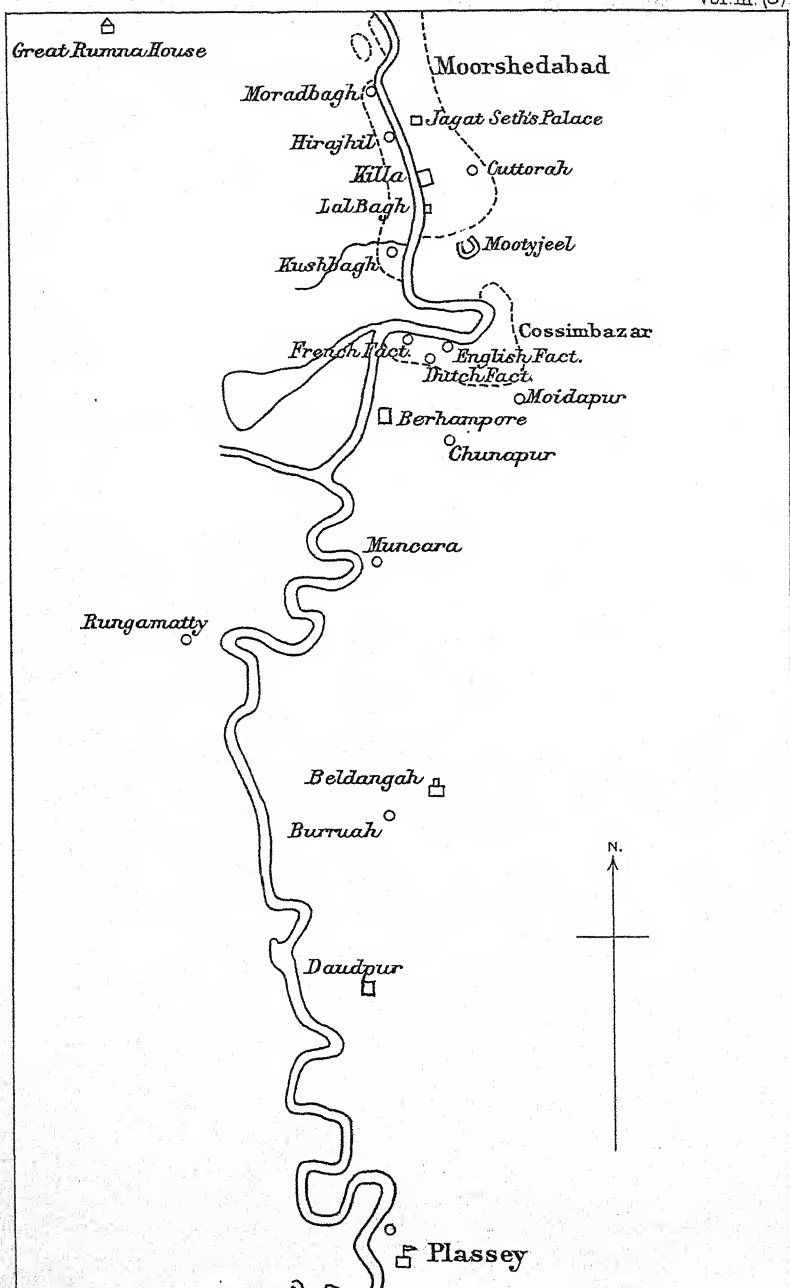 Vol. III. (3).
Great Rumna House
Moorshedabad
Moradbagh
Jagat Seth's Palace
Hirajhil
Killa
Cuttorah
Lal Bagh
Mootyjeel
Kushbagh
Cossimbazar
French Fact.
English Fact.
Dutch Fact.
Moidapur
Berhampore
Chunapur
Muncara
Rungamatty
Beldangah
Burruah
N.
Daudpur
Plassey